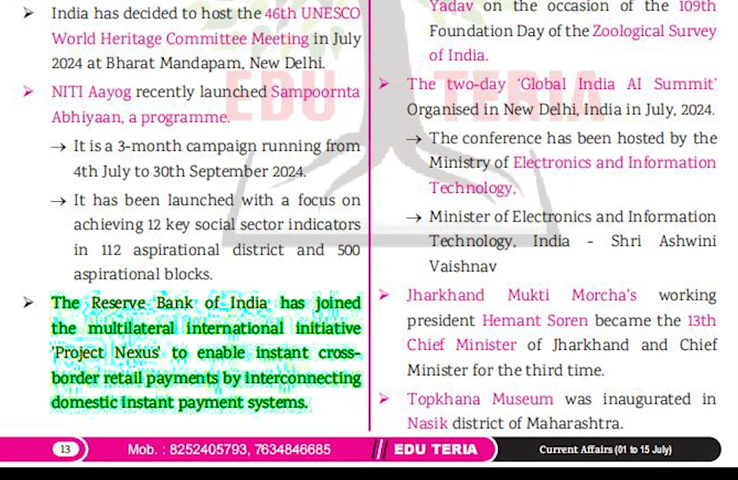 ➢ India has decided to host the 46th UNESCO
World Heritage Committee Meeting in July
2024 at Bharat Mandapam, New Delhi.
➢ NITI Aayog recently launched Sampoornta
Abhiyaan, a programme.
→ It is a 3-month campaign running from
4th July to 30th September 2024.
→ It has been launched with a focus on
achieving 12 key social sector indicators
in 112 aspirational district and 500
aspirational blocks.
➢ The Reserve Bank of India has joined
the multilateral international initiative
'Project Nexus' to enable instant cross-
border retail payments by interconnecting
domestic instant payment systems.
Yadav on the occasion of the 109th
Foundation Day of the Zoological Survey
of India.
➢ The two-day 'Global India AI Summit'
Organised in New Delhi, India in July, 2024.
→ The conference has been hosted by the
Ministry of Electronics and Information
Technology,
→ Minister of Electronics and Information
Technology, India - Shri Ashwini
Vaishnav
➢ Jharkhand Mukti Morcha's working
president Hemant Soren became the 13th
Chief Minister of Jharkhand and Chief
Minister for the third time.
➢ Topkhana Museum was inaugurated in
Nasik district of Maharashtra.
EDU TERIA
13 Mob. : 8252405793, 7634846685 EDU TERIA Current Affairs (01 to 15 July)